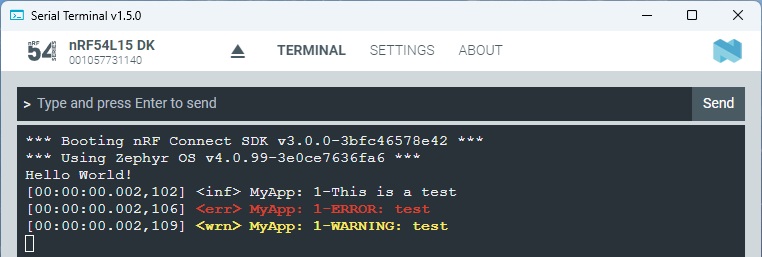 Serial Terminal v1.5.0
nRF
54
SERIES
nRF54L15 DK
001057731140
TERMINAL
SETTINGS
ABOUT
> Type and press Enter to send
Send
*** Booting nRF Connect SDK v3.0.0-3bfc46578e42 ***
*** Using Zephyr OS v4.0.99-3e0ce7636fa6 ***
Hello World!
[00:00:00.002,102] <inf> MyApp: 1-This is a test
[00:00:00.002,106] <err> MyApp: 1-ERROR: test
[00:00:00.002,109] <wrn> MyApp: 1-WARNING: test